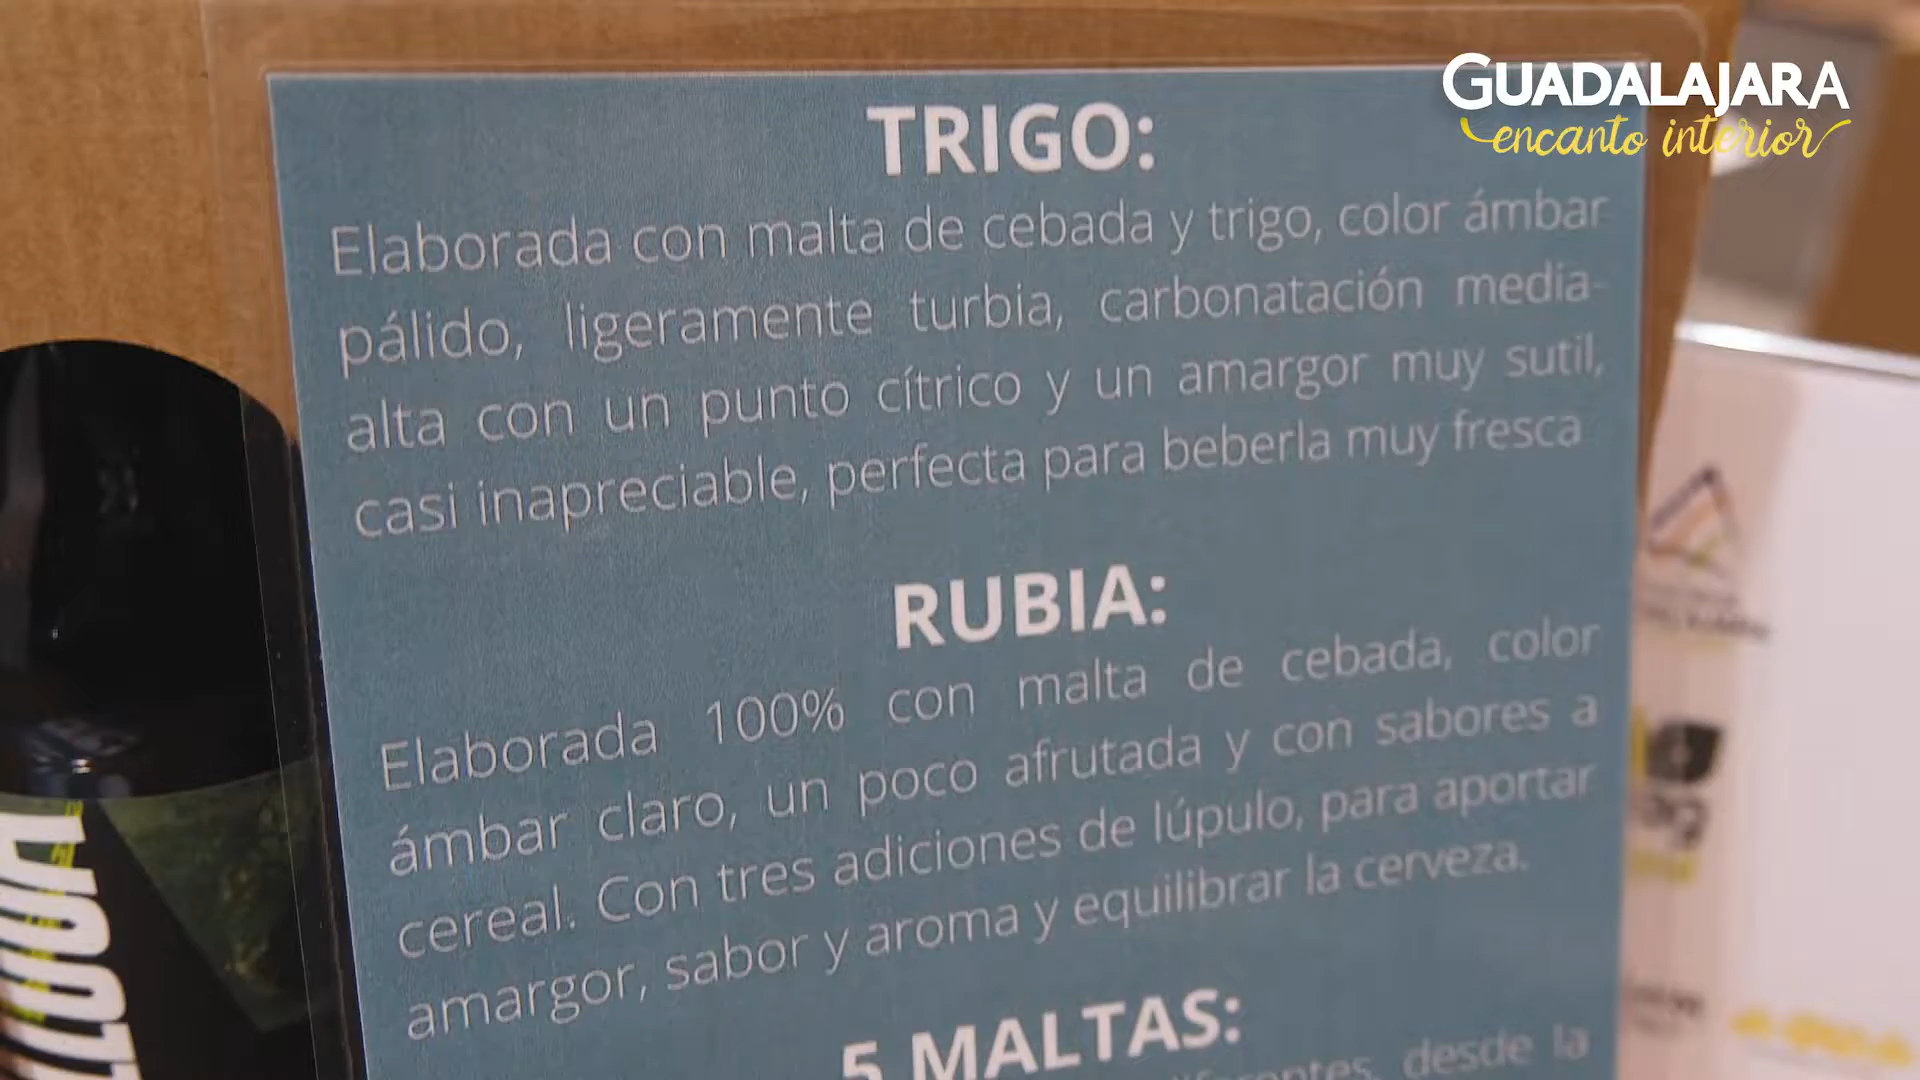 GUADALAJARA
encanto interior
TRIGO:
Elaborada con malta de cebada y trigo, color ámbar
pálido, ligeramente turbia, carbonatación media-
alta con un punto cítrico y un amargor muy sutil,
casi inapreciable, perfecta para beberla muy fresca
RUBIA:
Elaborada 100% con malta de cebada, color
ámbar claro, un poco afrutada y con sabores a
cereal. Con tres adiciones de lúpulo, para aportar
amargor, sabor y aroma y equilibrar la cerveza.
5 MALTAS:
desde la